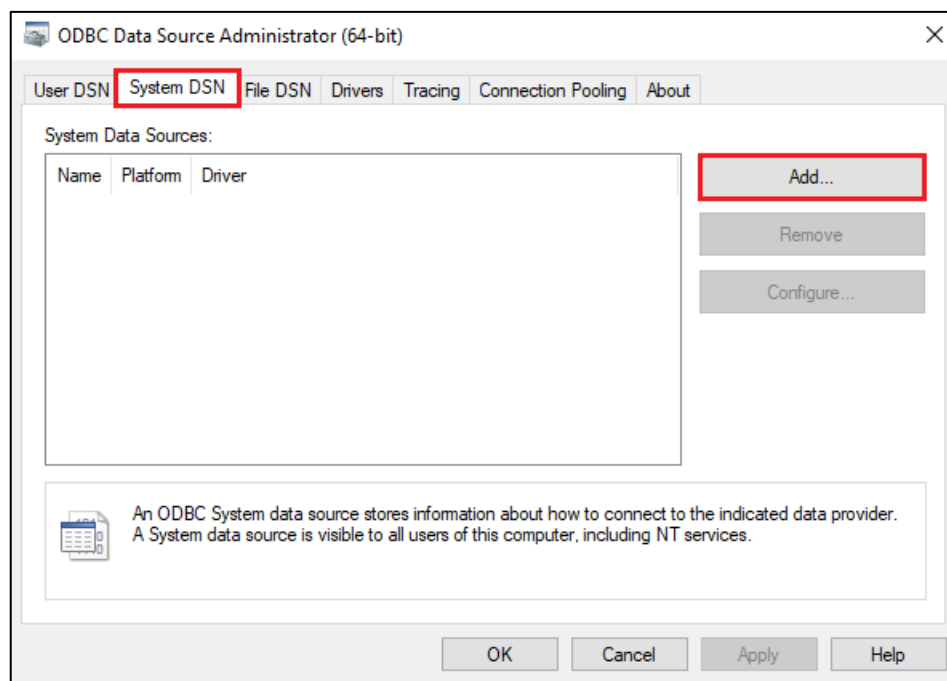 ODBC Data Source Administrator (64-bit)
User DSN System DSN File DSN Drivers Tracing Connection Pooling About
System Data Sources:
Name Platform Driver
Add...
Remove
Configure...
An ODBC System data source stores information about how to connect to the indicated data provider.
A System data source is visible to all users of this computer, including NT services.
OK Cancel Apply Help